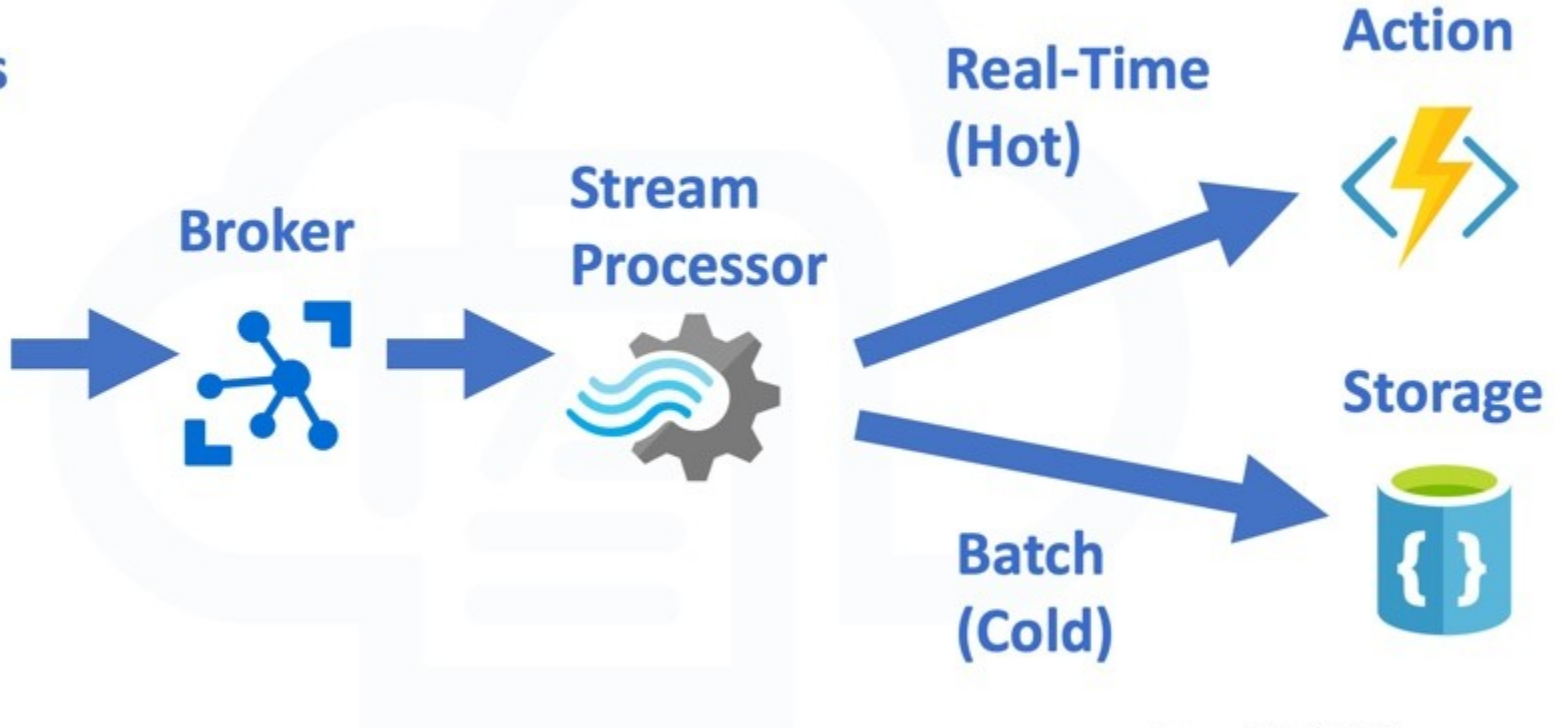 s
Broker
Stream
Processor
Real-Time
(Hot)
Action
Batch
(Cold)
Storage
{ }